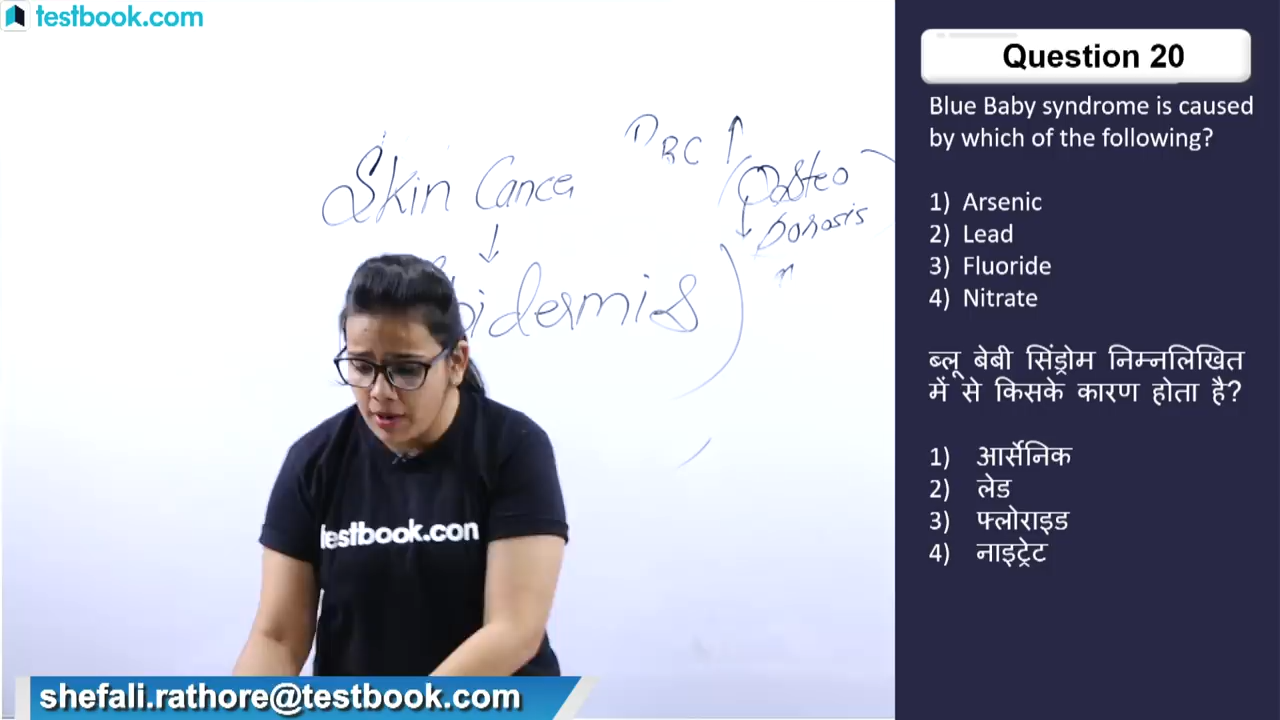 testbook.com
Skin Cancer
RBC ↑
Osteo
porosis
↓
↓
Question 20
Blue Baby syndrome is caused
by which of the following?
1) Arsenic
2) Lead
3) Fluoride
4) Nitrate
ब्लू बेबी सिंड्रोम निम्नलिखित
में से किसके कारण होता है?
1) आर्सेनिक
2) लेड
3) फ्लोराइड
4) नाइट्रेट
testbook.com
shefali.rathore@testbook.com